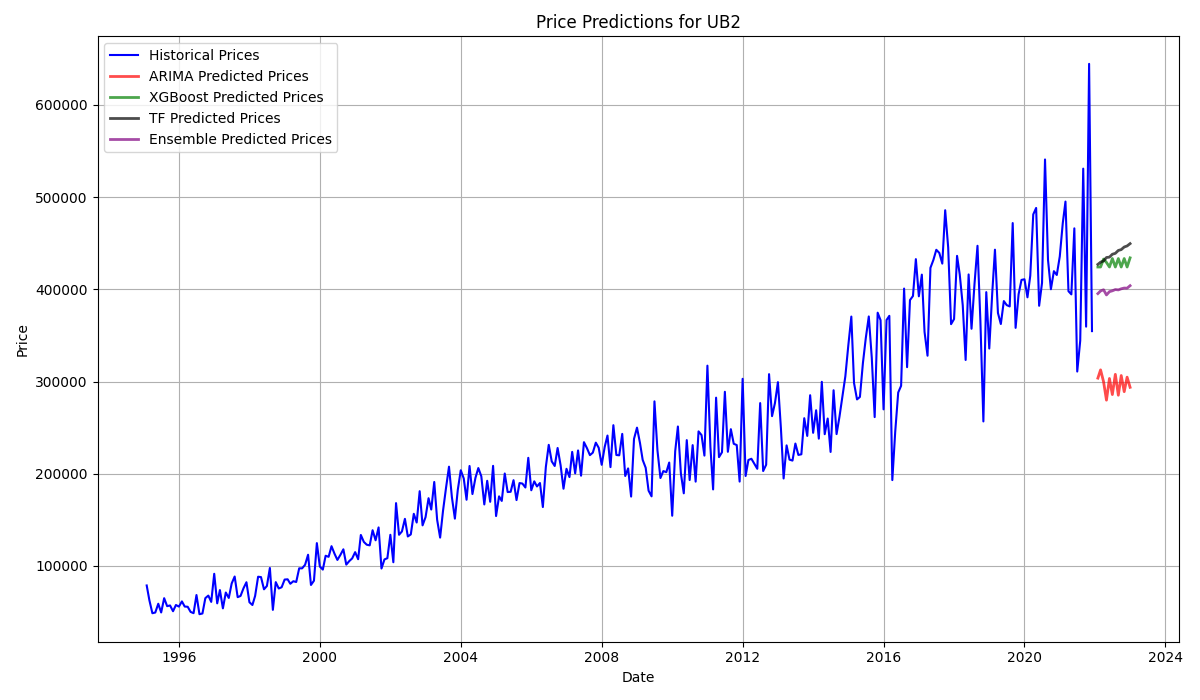 Price Predictions for UB2
Historical Prices
ARIMA Predicted Prices
XGBoost Predicted Prices
TF Predicted Prices
Ensemble Predicted Prices
600000
500000
400000
300000
200000
100000
Price
1996 2000 2004 2008 2012 2016 2020 2024
Date